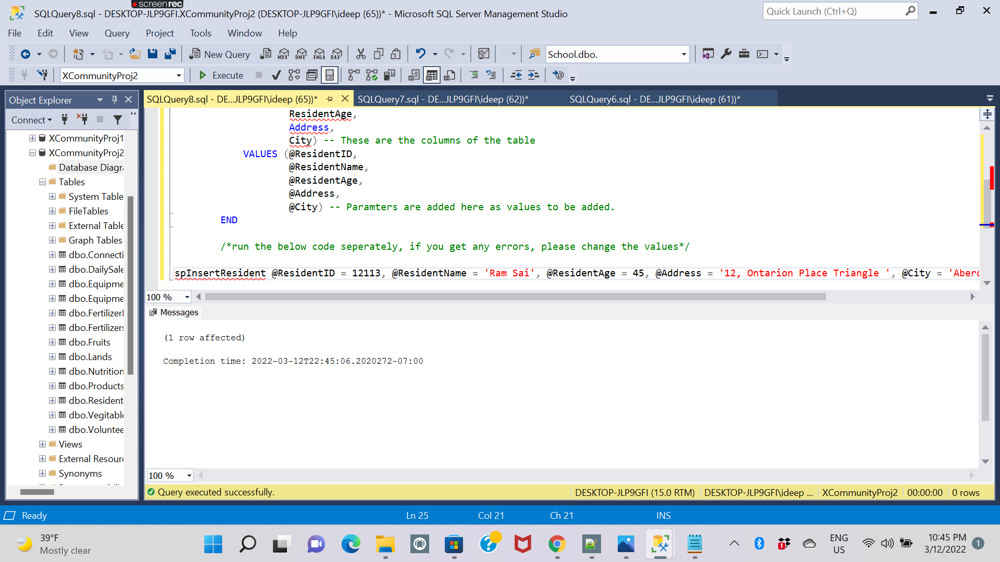 screenrec
SQLQuery8.sql - DESKTOP-JLP9GFI.XCommunityProj2 (DESKTOP-JLP9GFI\ideep (65))* - Microsoft SQL Server Management Studio
Quick Launch (Ctrl+Q)
File Edit View Query Project Tools Window Help
New Query MDX DMX XMLA DAX School.dbo.
XCommunityProj2 Execute
Object Explorer
SQLQuery8.sql - DE...JLP9GFI\ideep (65))* SQLQuery7.sql - DE...JLP9GFI\ideep (62))* SQLQuery6.sql - DE...JLP9GFI\ideep (61))*
Connect
XCommunityProj1
XCommunityProj2
Database Diagra
Tables
System Table
FileTables
External Table
Graph Tables
dbo.Connecti
dbo.DailySale
dbo.Equipme
dbo.Equipme
dbo.Fertilizerl
dbo.Fertilizers
dbo.Fruits
dbo.Lands
dbo.Nutrition
dbo.Products
dbo.Resident
dbo.Vegitable
dbo.Voluntee
Views
External Resour
Synonyms
ResidentAge,
Address,
City) -- These are the columns of the table
VALUES (@ResidentID,
@ResidentName,
@ResidentAge,
@Address,
@City) -- Paramters are added here as values to be added.
END
/*run the below code seperately, if you get any errors, please change the values*/
spInsertResident @ResidentID = 12113, @ResidentName = 'Ram Sai', @ResidentAge = 45, @Address = '12, Ontarion Place Triangle ', @City = 'Aberd
100 %
Messages
(1 row affected)
Completion time: 2022-03-12T22:45:06.2020272-07:00
100 %
Query executed successfully. DESKTOP-JLP9GFI (15.0 RTM) DESKTOP-JLP9GFI\ideep ... XCommunityProj2 00:00:00 0 rows
Ready Ln 25 Col 21 Ch 21 INS
39°F
Mostly clear
1
ENG
US
10:45 PM
3/12/2022
1